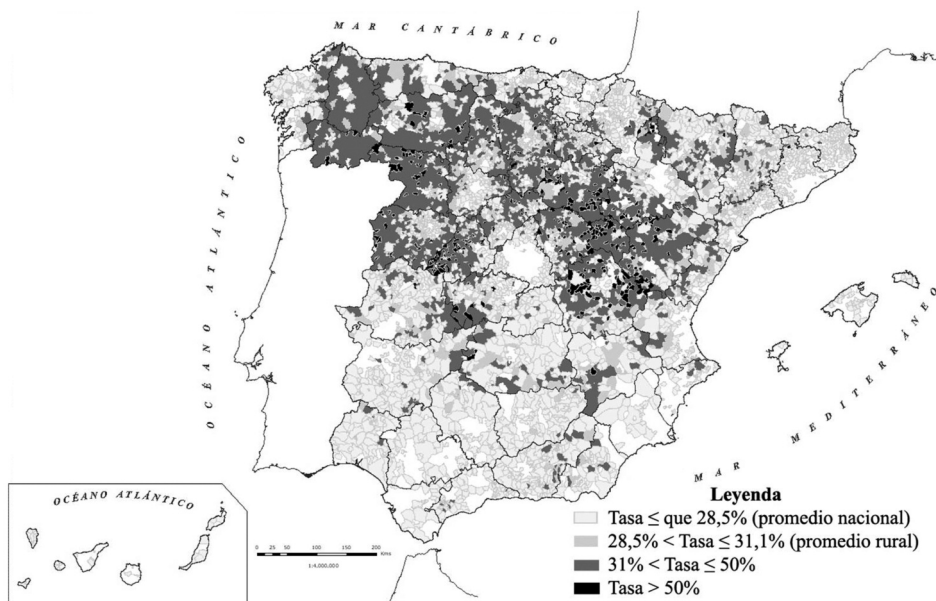 MAR CANTÁBRICO
OCÉANO ATLÁNTICO
MAR MEDITERRÁNEO
OCÉANO ATLÁNTICO
0 25 50 100 150 200
Kms
1:4.000.000
Leyenda
Tasa ≤ que 28,5% (promedio nacional)
28,5% < Tasa ≤ 31,1% (promedio rural)
31% < Tasa ≤ 50%
Tasa > 50%